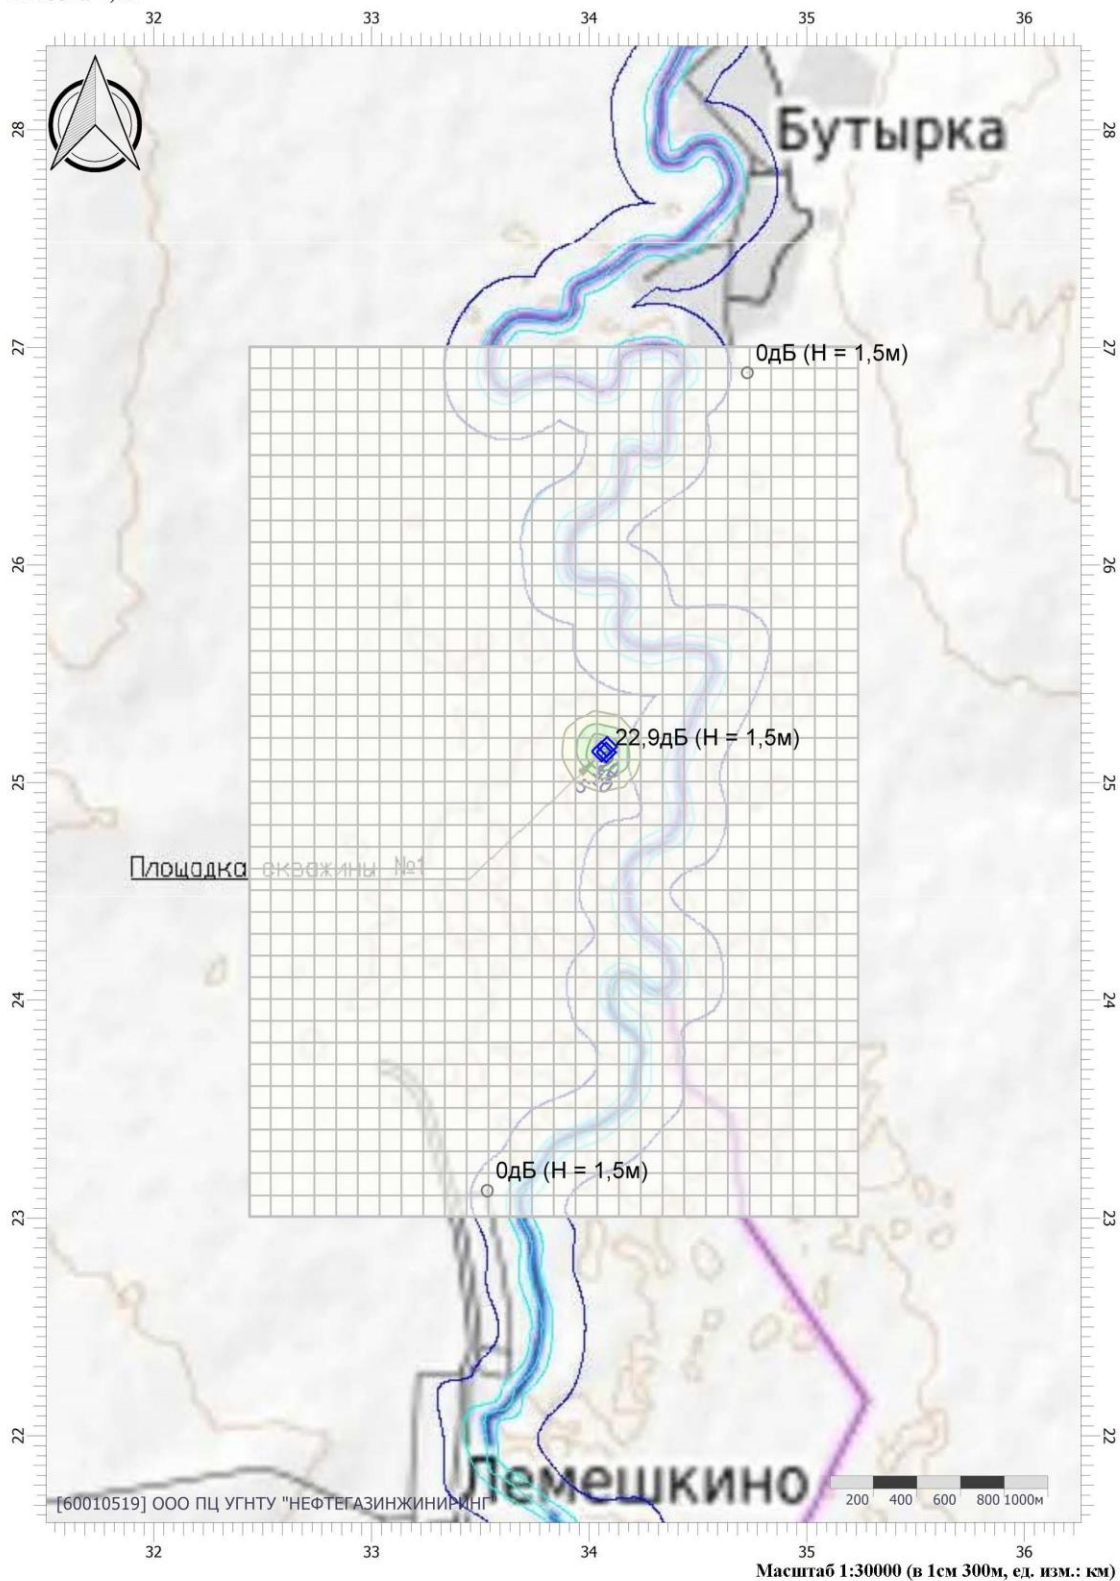 32 33 34 35 36
28 28
Бутырка
27 27
0дБ (H = 1,5м)
26 26
22,9дБ (H = 1,5м)
25 25
Площадка скважины №1
24 24
0дБ (H = 1,5м)
23 23
22 22
Лемешкино
200 400 600 800 1000м
[60010519] ООО ПЦ УГНТУ "НЕФТЕГАЗИНЖИНИРИНГ"
32 33 34 35 36
Масштаб 1:30000 (в 1см 300м, ед. изм.: км)